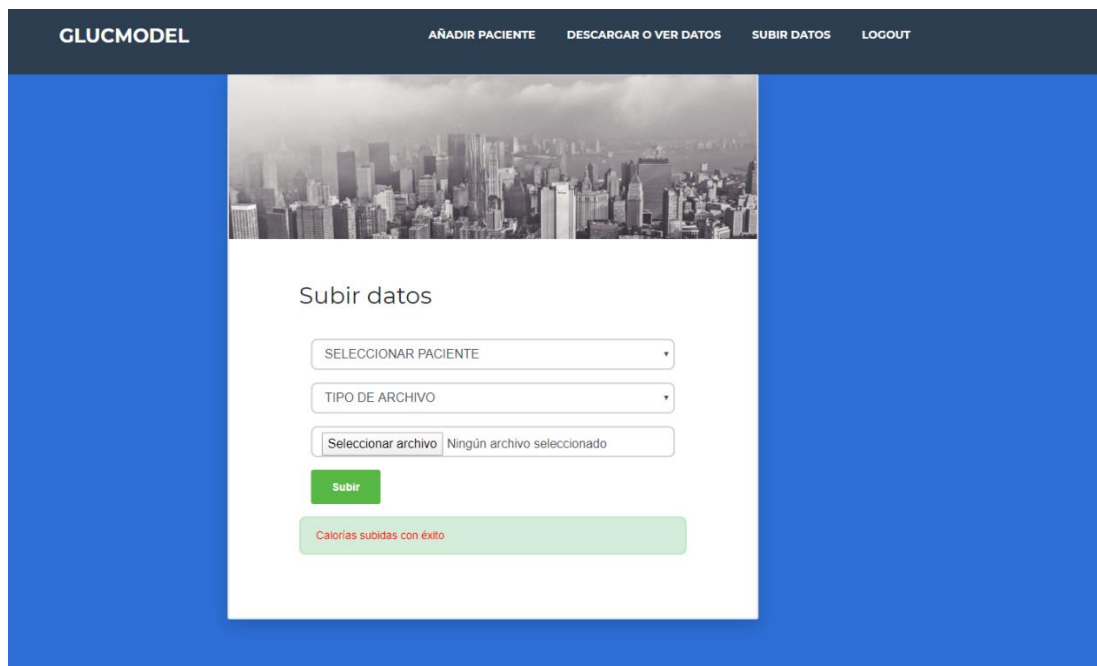 GLUCMODEL
AÑADIR PACIENTE DESCARGAR O VER DATOS SUBIR DATOS LOGOUT
Subir datos
SELECCIONAR PACIENTE
TIPO DE ARCHIVO
Seleccionar archivo Ningún archivo seleccionado
Subir
Calorías subidas con éxito